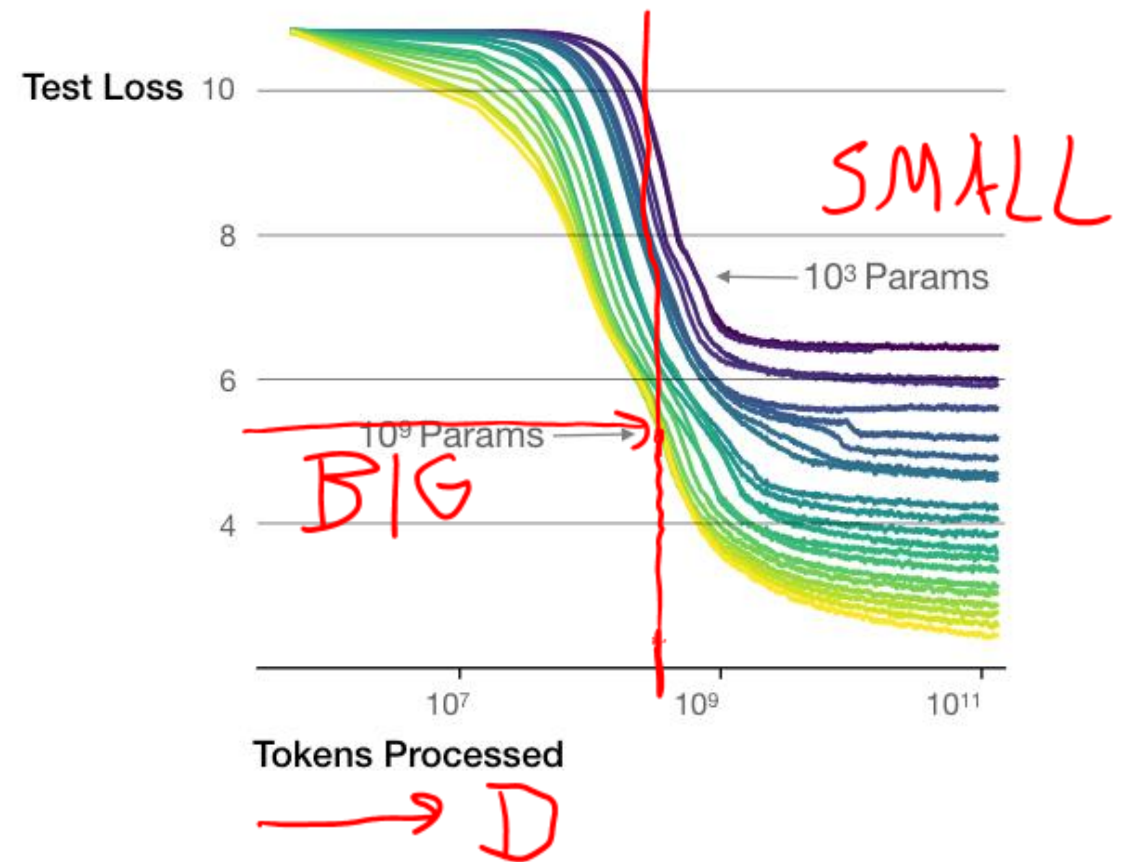 Test Loss
10
SMALL
8
10³ Params
6
10⁹ Params
BIG
4
10⁷
10⁹
10¹¹
Tokens Processed
D